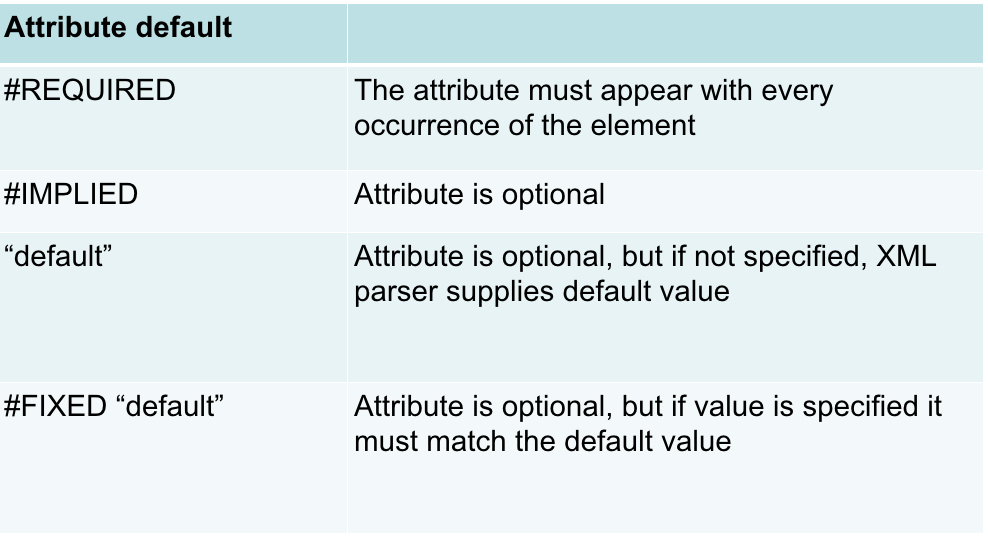 Attribute default
#REQUIRED
The attribute must appear with every
occurrence of the element
#IMPLIED
Attribute is optional
“default”
Attribute is optional, but if not specified, XML
parser supplies default value
#FIXED “default”
Attribute is optional, but if value is specified it
must match the default value